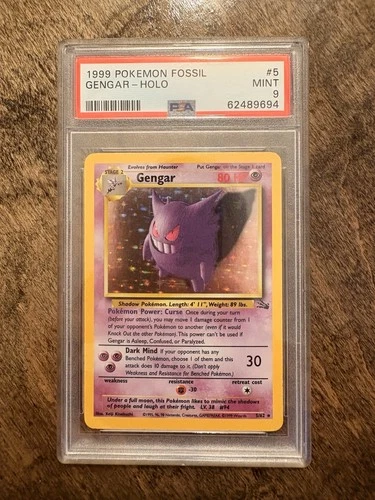 1999 POKEMON FOSSIL #5
GENGAR - HOLO MINT
9
PSA 62489694
STAGE 2 Evolves from Haunter Put Gengar on the Stage 1 card
Gengar 80 HP
Shadow Pokémon. Length: 4' 11", Weight: 89 lbs.
Pokémon Power: Curse Once during your turn
(before your attack), you may move 1 damage counter from 1
of your opponent's Pokémon to another (even if it would
Knock Out the other Pokémon). This power can't be used if
Gengar is Asleep, Confused, or Paralyzed.
Dark Mind If your opponent has any
Benched Pokémon, choose 1 of them and this
attack does 10 damage to it. (Don't apply
Weakness and Resistance for Benched Pokémon.)
30
weakness resistance retreat cost
-30
Under a full moon, this Pokémon likes to mimic the shadows
of people and laugh at their fright. LV. 38 #94
5/62